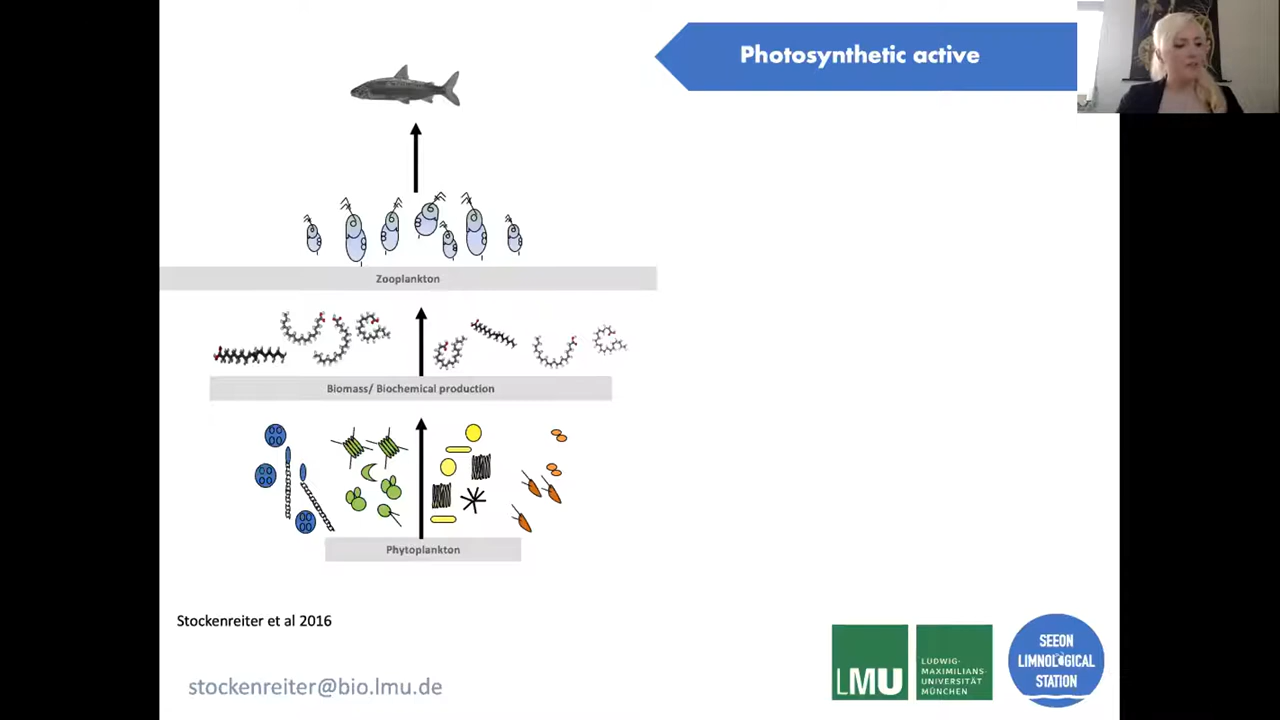 Photosynthetic active
Zooplankton
Biomass/ Biochemical production
Phytoplankton
Stockenreiter et al 2016
stockenreiter@bio.lmu.de
LMU
LUDWIG-
MAXIMILIANS-
UNIVERSITÄT
MÜNCHEN
SEEON
LIMNOLOGICAL
STATION